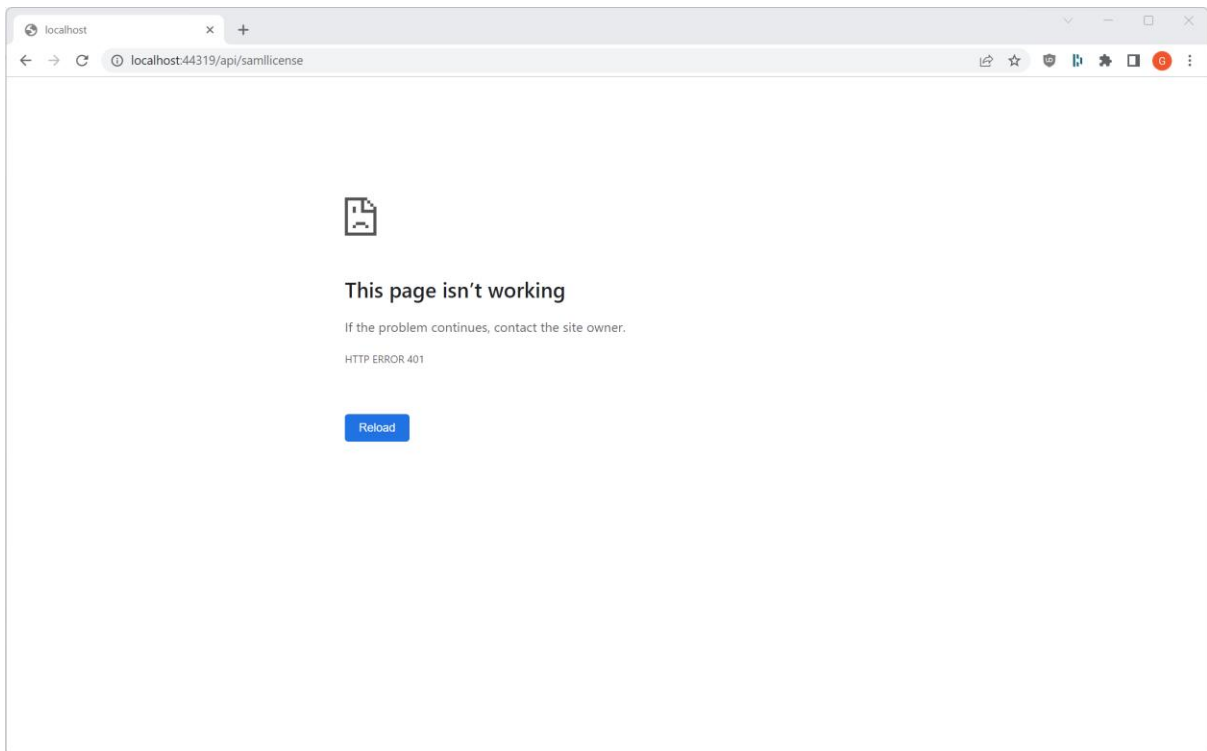 localhost
localhost:44319/api/samllicense
G
This page isn’t working
If the problem continues, contact the site owner.
HTTP ERROR 401
Reload